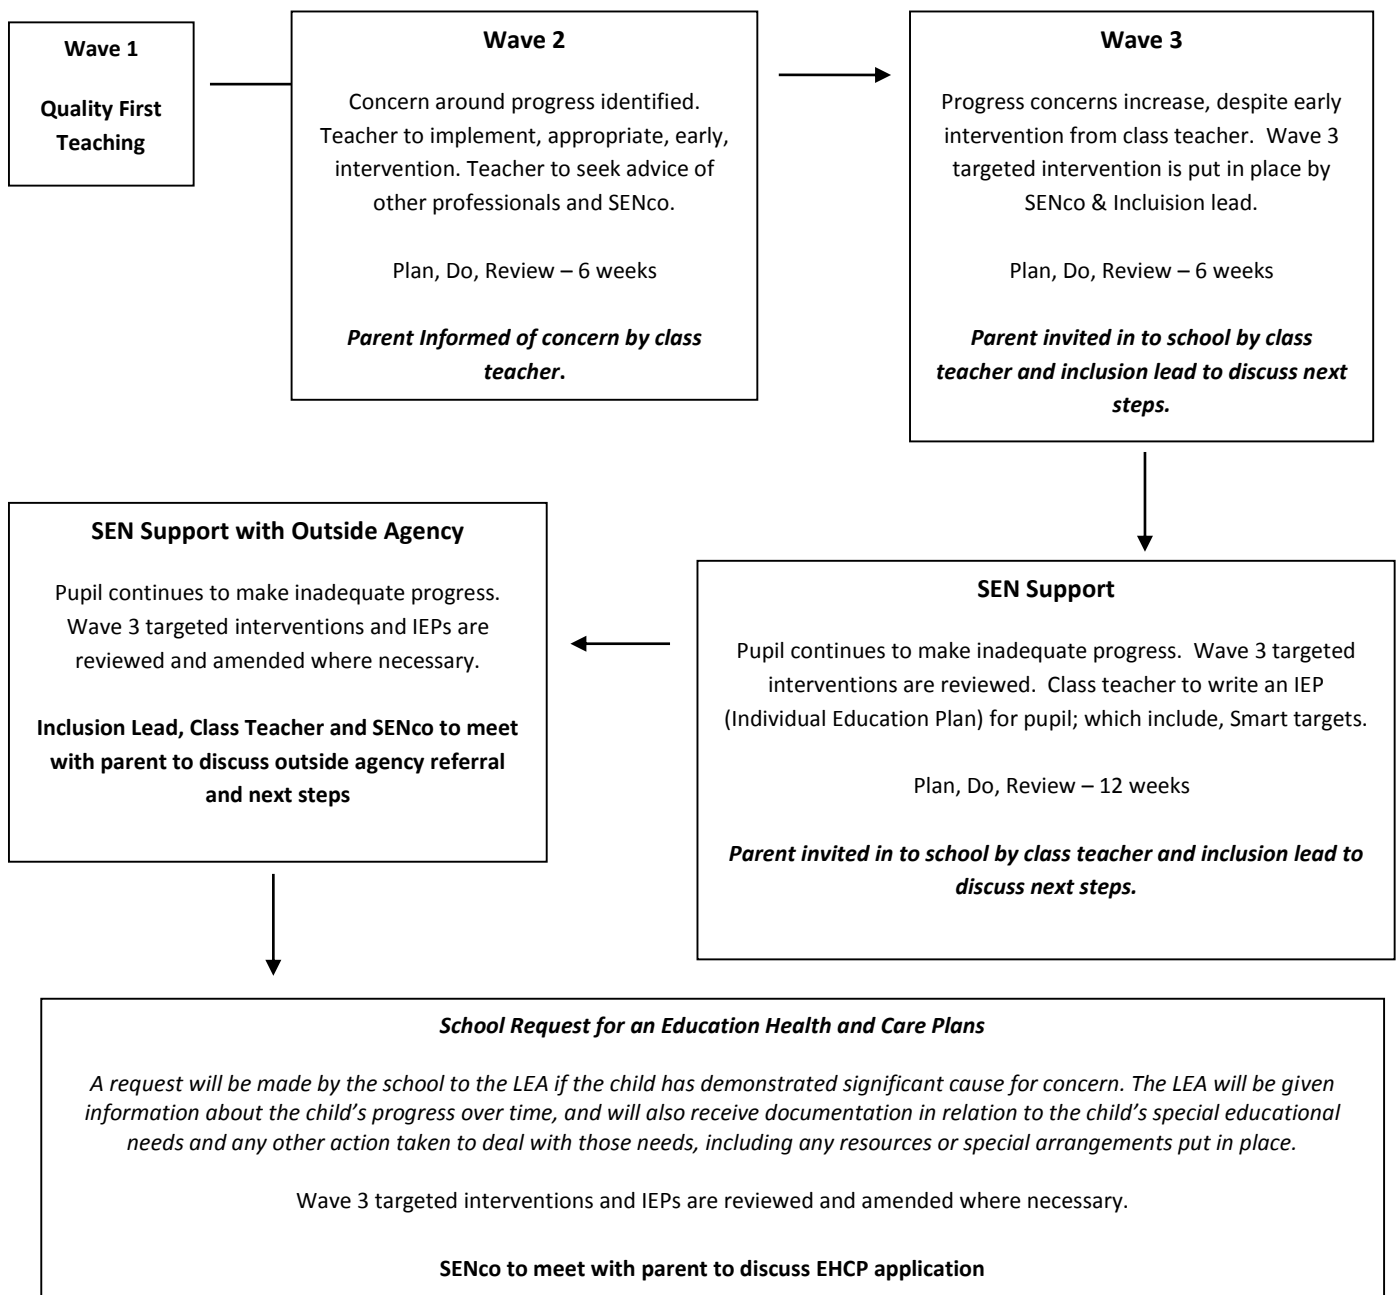 Wave 1
Quality First
Teaching
Wave 2
Concern around progress identified.
Teacher to implement, appropriate, early,
intervention. Teacher to seek advice of
other professionals and SENco.
Plan, Do, Review – 6 weeks
Parent Informed of concern by class
teacher.
Wave 3
Progress concerns increase, despite early
intervention from class teacher.  Wave 3
targeted intervention is put in place by
SENco & Incluision lead.
Plan, Do, Review – 6 weeks
Parent invited in to school by class
teacher and inclusion lead to discuss next
steps.
SEN Support
Pupil continues to make inadequate progress.  Wave 3 targeted
interventions are reviewed.  Class teacher to write an IEP
(Individual Education Plan) for pupil; which include, Smart targets.
Plan, Do, Review – 12 weeks
Parent invited in to school by class teacher and inclusion lead to
discuss next steps.
SEN Support with Outside Agency
Pupil continues to make inadequate progress.
Wave 3 targeted interventions and IEPs are
reviewed and amended where necessary.
Inclusion Lead, Class Teacher and SENco to meet
with parent to discuss outside agency referral
and next steps
School Request for an Education Health and Care Plans
A request will be made by the school to the LEA if the child has demonstrated significant cause for concern. The LEA will be given
information about the child's progress over time, and will also receive documentation in relation to the child's special educational
needs and any other action taken to deal with those needs, including any resources or special arrangements put in place.
Wave 3 targeted interventions and IEPs are reviewed and amended where necessary.
SENco to meet with parent to discuss EHCP application